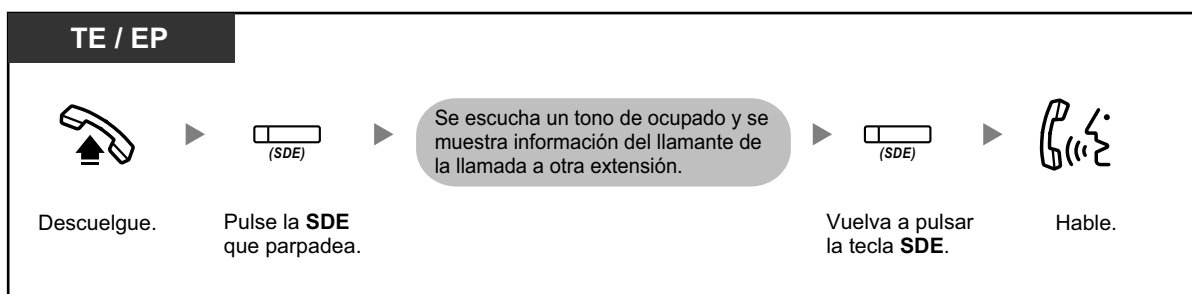 TE / EP
(SDE)
Se escucha un tono de ocupado y se
muestra información del llamante de
la llamada a otra extensión.
(SDE)
Descuelgue.
Pulse la SDE
que parpadea.
Vuelva a pulsar
la tecla SDE.
Hable.